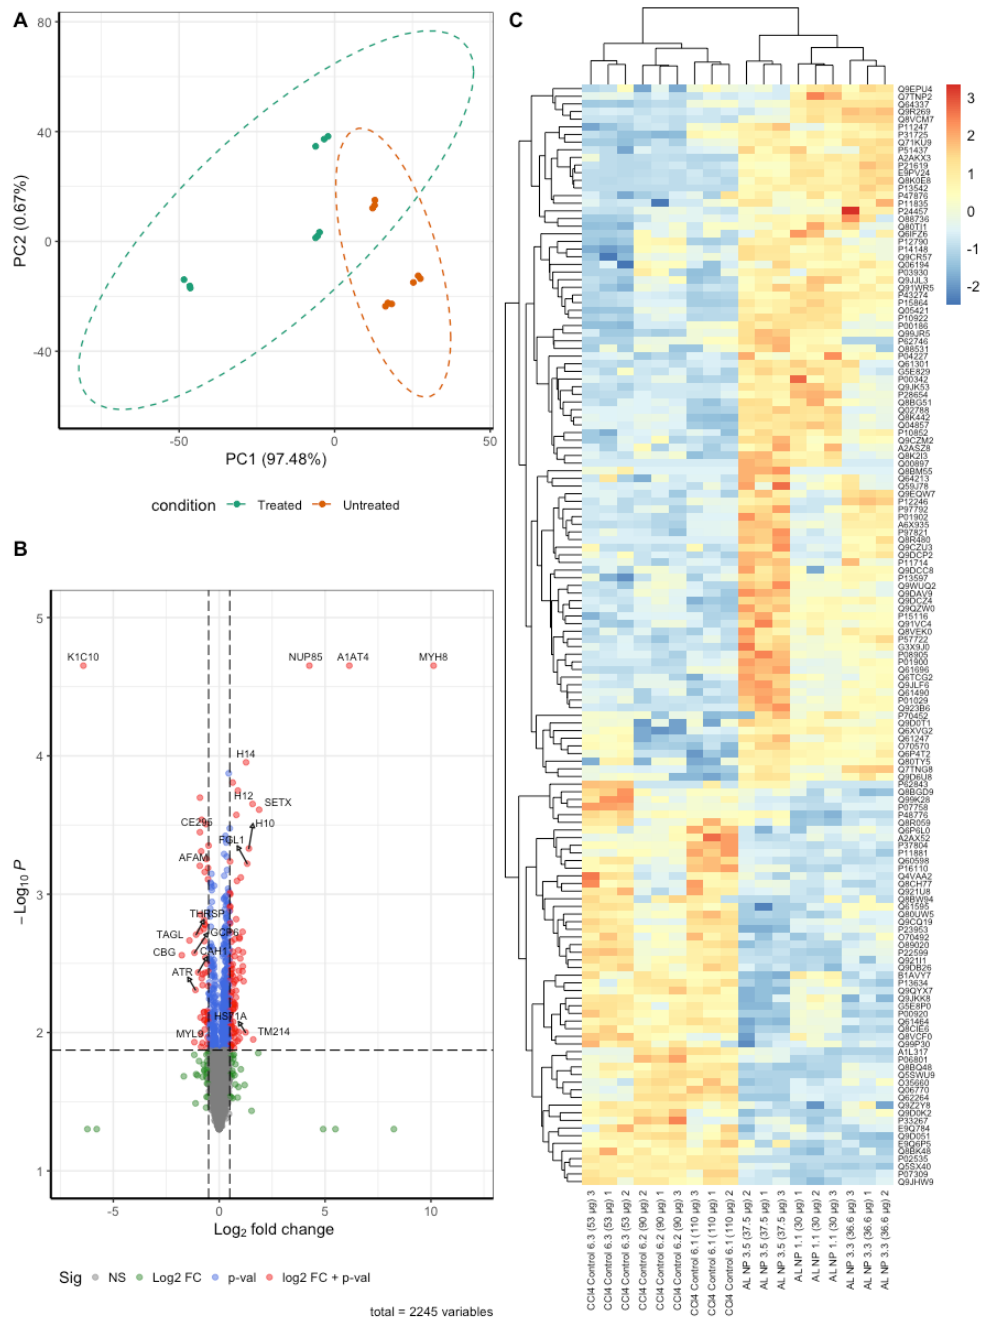 A
80
40
0
-40
-50
0
50
PC2 (0.67%)
PC1 (97.48%)
condition
Treated
Untreated
B
5
4
3
2
1
-5
0
5
10
−Log10 P
Log2 fold change
K1C10
NUP85
A1AT4
MYH8
H14
H12
SETX
CE295
H10
FGL1
AFAM
THRSP
TAGL
GCP6
CBG
CAH1
ATR
HSF1A
MYL9
TM214
Sig
NS
Log2 FC
p-val
log2 FC + p-val
total = 2245 variables
C
3
2
1
0
-1
-2
Q9EPU4
Q7TNP2
Q64337
Q9R269
Q8VCM7
P11247
P31725
Q71KU9
P51437
A2AKX3
P21619
E9PV24
Q8K0E8
P13542
P47876
P11835
P24457
O88736
Q80TI1
Q6IFZ6
P12790
P14148
Q9CR57
Q06194
P03930
Q9JJL3
Q91WR5
P43274
P15864
Q05421
P10922
P00186
Q99JR5
P62746
O88531
P04227
Q61301
G5E829
P00342
Q9JK53
P28654
Q8BG51
Q02788
Q8K442
Q04857
P10852
Q9CZM2
A2ASZ8
Q8K2I3
Q00897
Q8BM55
Q64213
Q59J78
Q9EQW7
P12246
P97792
P01902
A6X935
P97821
Q8R480
Q9CZU3
Q9DCP2
P11714
Q9DCC8
P13597
Q9WUQ2
Q9DAV9
Q9DCZ4
Q9QZW0
P15116
Q91VC4
Q8VEK0
P57722
G3X9J0
P08905
P01900
Q61696
Q6TCG2
Q9JLF6
Q61490
P01029
Q923B6
P70452
Q9D0T1
Q6XVG2
Q61247
O70570
Q6P4T2
Q80TY5
Q7TNG8
Q9D6U8
P62843
Q8BGD9
Q99K28
P07758
P48776
Q8R059
Q6P6L0
A2AX52
P37804
P11881
Q60598
P16110
Q4VAA2
Q8CH77
Q921U8
Q8BW94
Q61595
Q80UW5
Q9CQ19
P23953
O70492
O89020
P22599
Q921I1
Q9DB26
B1AVY7
P13634
Q9QYX7
Q9JKK8
G5E8P0
P00920
Q61464
Q8CIE6
Q8VCF0
Q99P30
A1L317
P06801
Q8BQ48
Q5SWU9
O35660
Q06770
Q62264
Q9Z2Y8
Q9D0K2
P33267
E9Q784
Q9D051
E9Q6P5
Q8BK48
P02535
Q5SX40
P07309
Q9JHW9
CCl4 Control 6.3 (53 µg) 3
CCl4 Control 6.3 (53 µg) 1
CCl4 Control 6.3 (53 µg) 2
CCl4 Control 6.2 (90 µg) 2
CCl4 Control 6.2 (90 µg) 1
CCl4 Control 6.2 (90 µg) 3
CCl4 Control 6.1 (110 µg) 3
CCl4 Control 6.1 (110 µg) 1
CCl4 Control 6.1 (110 µg) 2
AL NP 3.5 (37.5 µg) 2
AL NP 3.5 (37.5 µg) 1
AL NP 3.5 (37.5 µg) 3
AL NP 1.1 (30 µg) 1
AL NP 1.1 (30 µg) 2
AL NP 1.1 (30 µg) 3
AL NP 3.3 (36.6 µg) 3
AL NP 3.3 (36.6 µg) 1
AL NP 3.3 (36.6 µg) 2